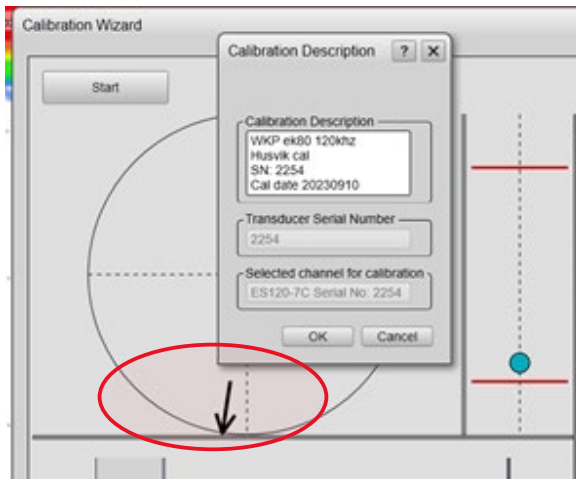 Calibration Wizard
Start
Calibration Description
? X
Calibration Description
WKP ek80 120khz
Husvik cal
SN: 2254
Cal date 20230910
Transducer Serial Number
2254
Selected channel for calibration
ES120-7C Serial No: 2254
OK
Cancel